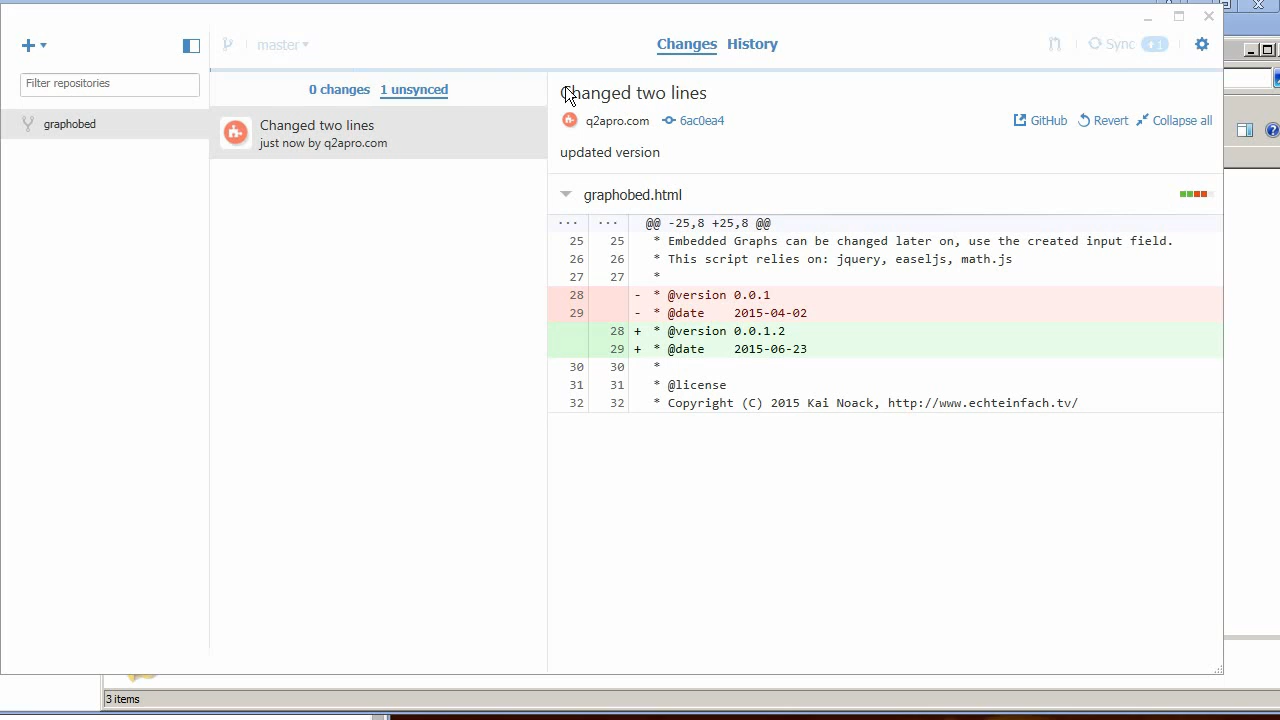 master
Changes History
Sync +1
Filter repositories
graphobed
0 changes 1 unsynced
Changed two lines
just now by q2apro.com
Changed two lines
q2apro.com 6ac0ea4
GitHub Revert Collapse all
updated version
graphobed.html
... ... @@ -25,8 +25,8 @@
25 25 * Embedded Graphs can be changed later on, use the created input field.
26 26 * This script relies on: jquery, easeljs, math.js
27 27 *
28 - * @version 0.0.1
29 - * @date 2015-04-02
28 + * @version 0.0.1.2
29 + * @date 2015-06-23
30 30 *
31 31 * @license
32 32 * Copyright (C) 2015 Kai Noack, http://www.echteinfach.tv/
3 items